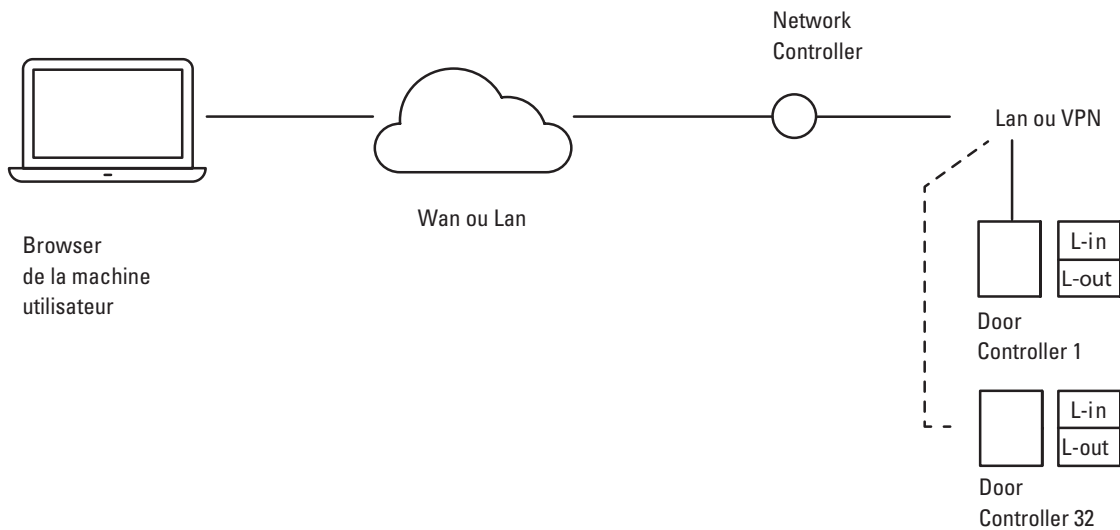 Network
Controller
Lan ou VPN
Wan ou Lan
Browser
de la machine
utilisateur
L-in
L-out
Door
Controller 1
L-in
L-out
Door
Controller 32